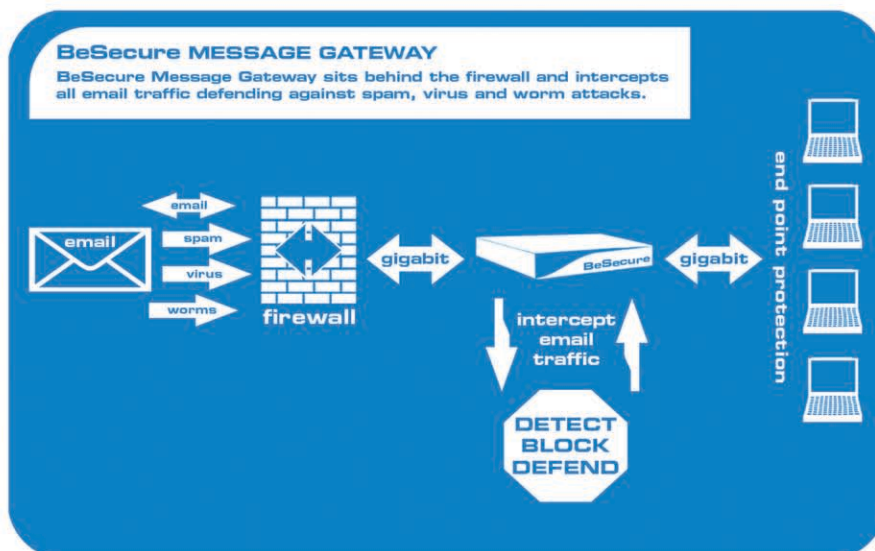 BeSecure MESSAGE GATEWAY
BeSecure Message Gateway sits behind the firewall and intercepts
all email traffic defending against spam, virus and worm attacks.
email
email
spam
virus
worms
firewall
gigabit
BeSecure
gigabit
end point protection
intercept
email
traffic
DETECT
BLOCK
DEFEND